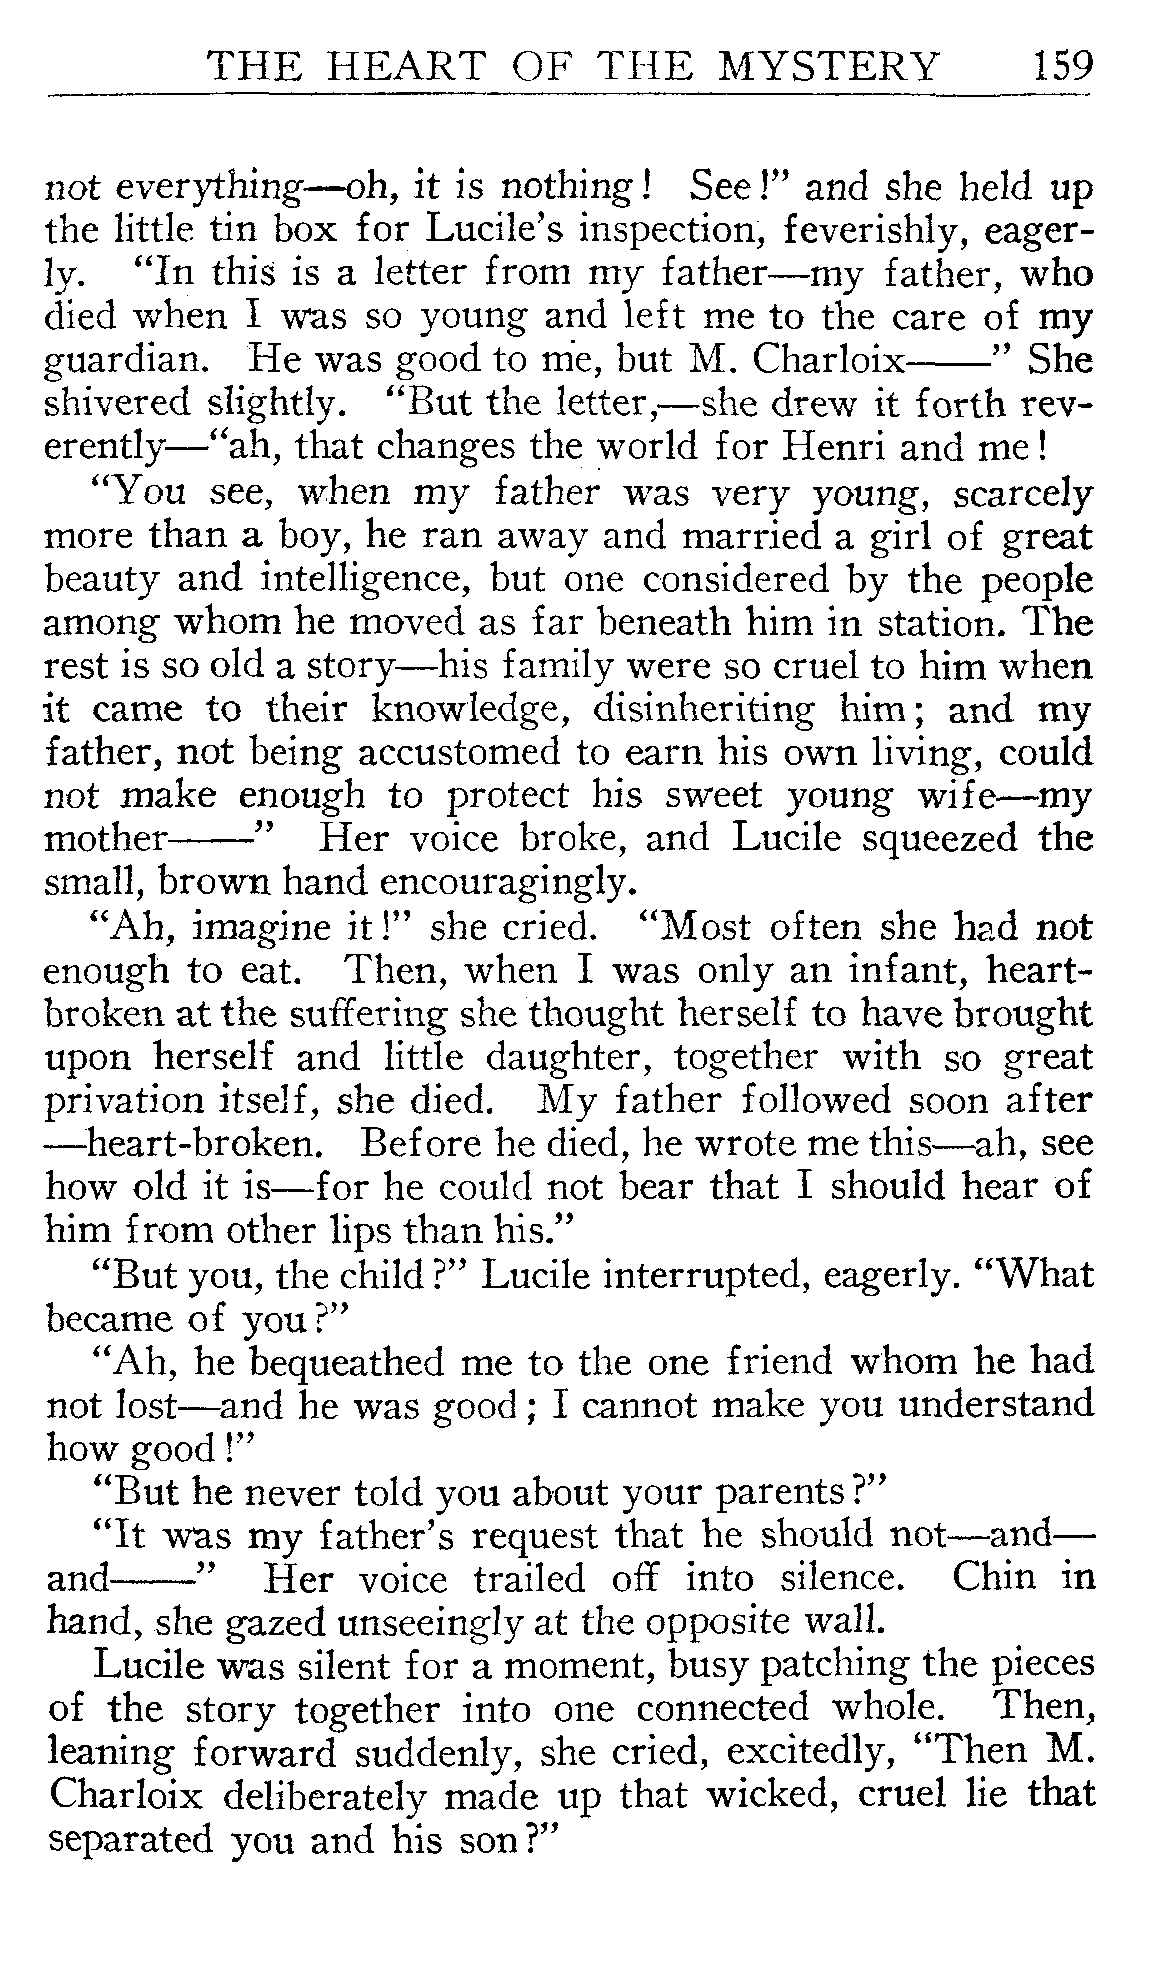 THE HEART OF THE MYSTERY 159
not everything—oh, it is nothing! See!” and she held up
the little tin box for Lucile’s inspection, feverishly, eager-
ly. “In this is a letter from my father—my father, who
died when I was so young and left me to the care of my
guardian. He was good to me, but M. Charloix——” She
shivered slightly. “But the letter,—she drew it forth rev-
erently—“ah, that changes the world for Henri and me!
“You see, when my father was very young, scarcely
more than a boy, he ran away and married a girl of great
beauty and intelligence, but one considered by the people
among whom he moved as far beneath him in station. The
rest is so old a story—his family were so cruel to him when
it came to their knowledge, disinheriting him; and my
father, not being accustomed to earn his own living, could
not make enough to protect his sweet young wife—my
mother——” Her voice broke, and Lucile squeezed the
small, brown hand encouragingly.
“Ah, imagine it!” she cried. “Most often she had not
enough to eat. Then, when I was only an infant, heart-
broken at the suffering she thought herself to have brought
upon herself and little daughter, together with so great
privation itself, she died. My father followed soon after
—heart-broken. Before he died, he wrote me this—ah, see
how old it is—for he could not bear that I should hear of
him from other lips than his.”
“But you, the child?” Lucile interrupted, eagerly. “What
became of you?”
“Ah, he bequeathed me to the one friend whom he had
not lost—and he was good; I cannot make you understand
how good!”
“But he never told you about your parents?”
“It was my father’s request that he should not—and—
and——” Her voice trailed off into silence. Chin in
hand, she gazed unseeingly at the opposite wall.
Lucile was silent for a moment, busy patching the pieces
of the story together into one connected whole. Then,
leaning forward suddenly, she cried, excitedly, “Then M.
Charloix deliberately made up that wicked, cruel lie that
separated you and his son?”